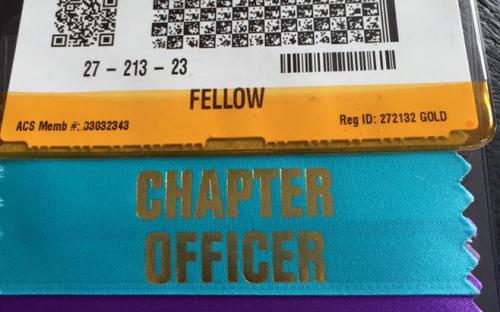 27 - 213 - 23
FELLOW
ACS Memb #: 03032343
Reg ID: 272132 GOLD
CHAPTER
OFFICER